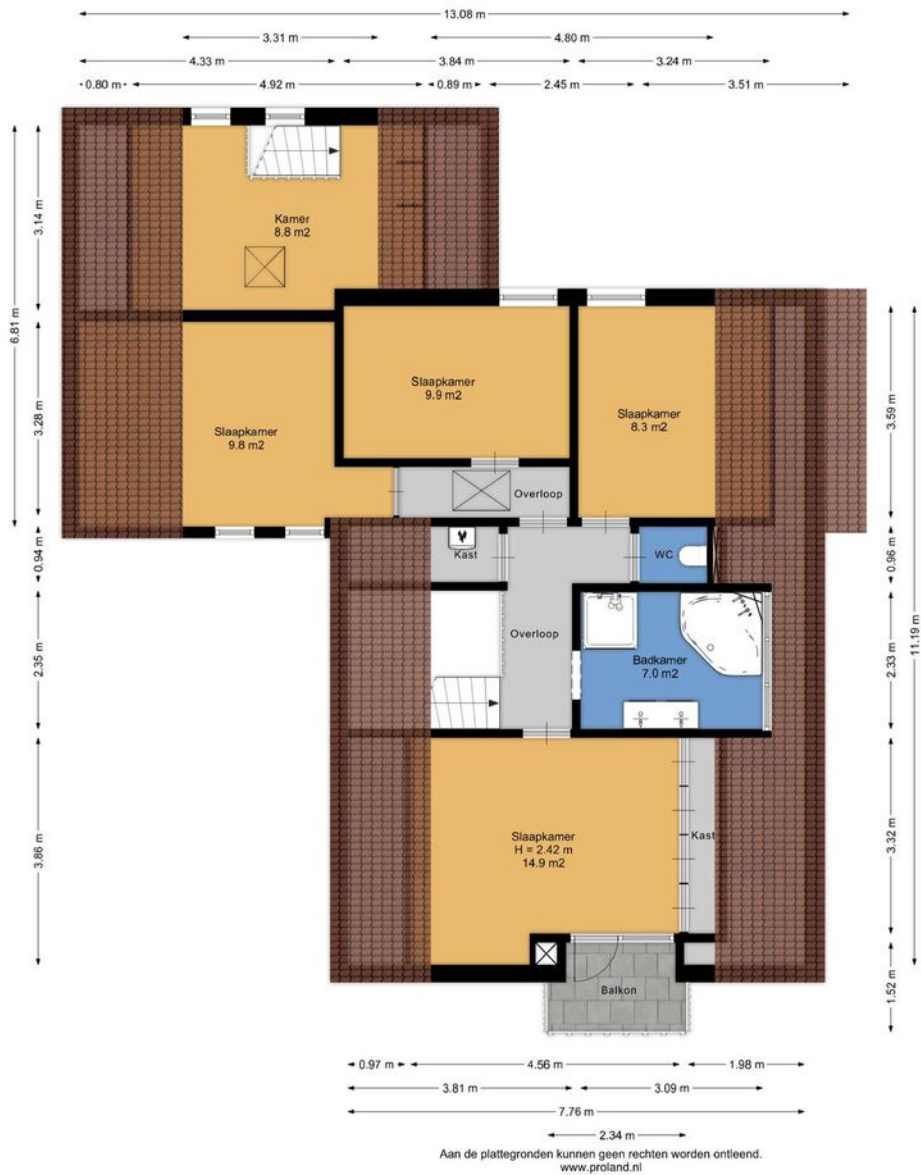 13.08 m
3.31 m
4.80 m
4.33 m
3.84 m
3.24 m
0.80 m
4.92 m
0.89 m
2.45 m
3.51 m
6.81 m
3.14 m
3.28 m
0.94 m
2.35 m
3.86 m
Kamer
8.8 m2
Slaapkamer
9.9 m2
Slaapkamer
8.3 m2
Slaapkamer
9.8 m2
Overloop
Kast
WC
Overloop
Badkamer
7.0 m2
Slaapkamer
H = 2.42 m
14.9 m2
Kast
Balkon
3.59 m
0.96 m
2.33 m
3.32 m
1.52 m
11.19 m
0.97 m
4.56 m
1.98 m
3.81 m
3.09 m
7.76 m
2.34 m
Aan de plattegronden kunnen geen rechten worden ontleend.
www.proland.nl